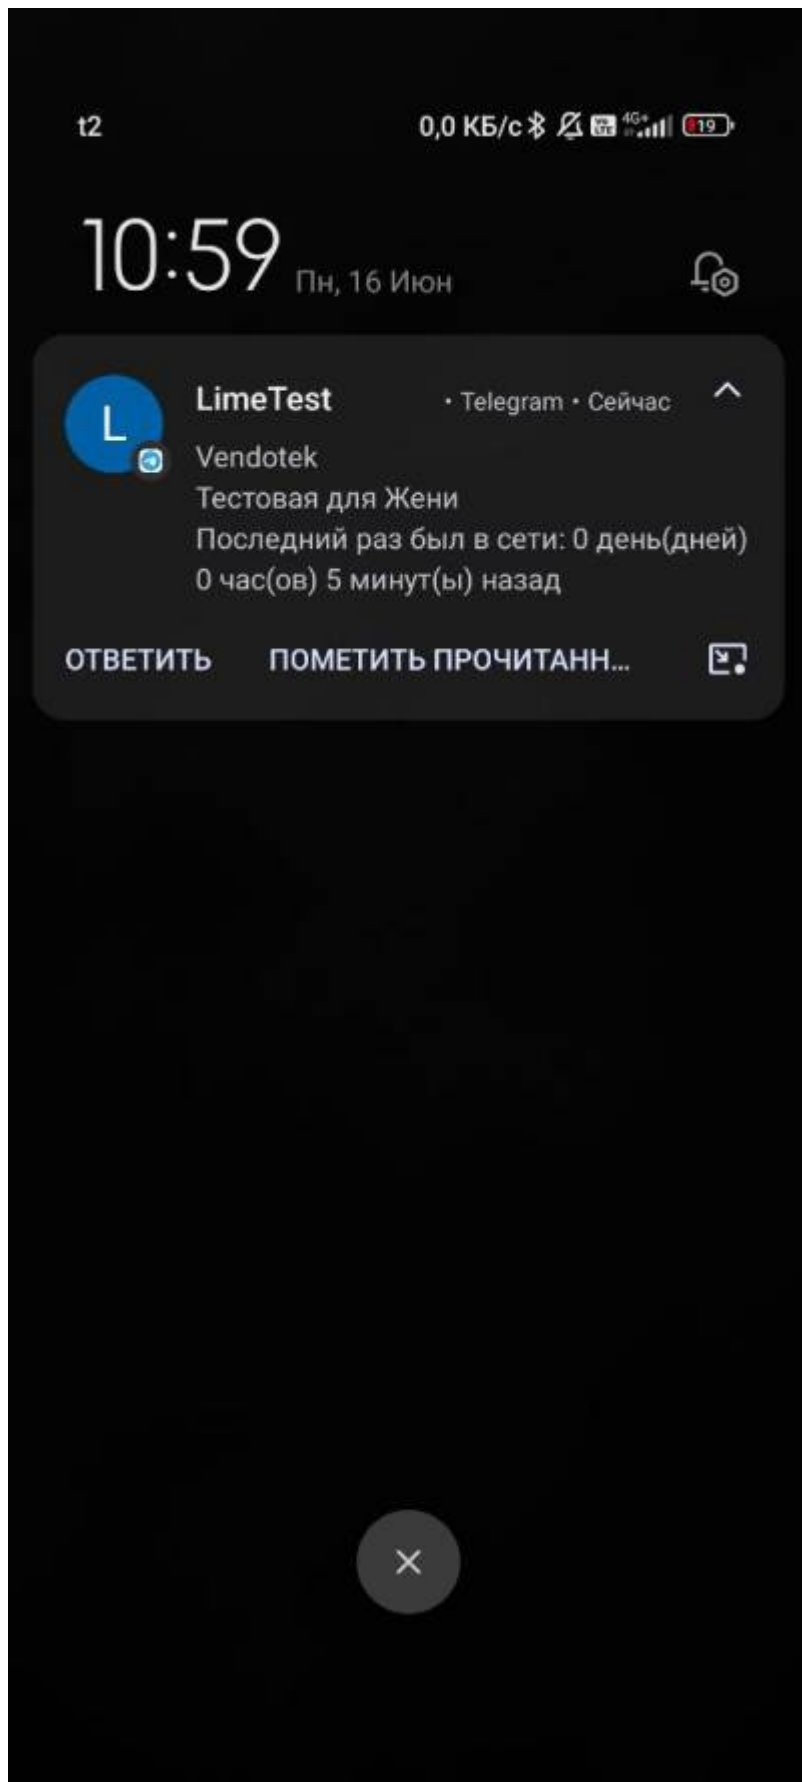 t2 0,0 КБ/с 4G+ 19
10:59 Пн, 16 Июн
L
LimeTest • Telegram • Сейчас
Vendotek
Тестовая для Жени
Последний раз был в сети: 0 день(дней)
0 час(ов) 5 минут(ы) назад
ОТВЕТИТЬ ПОМЕТИТЬ ПРОЧИТАНН...